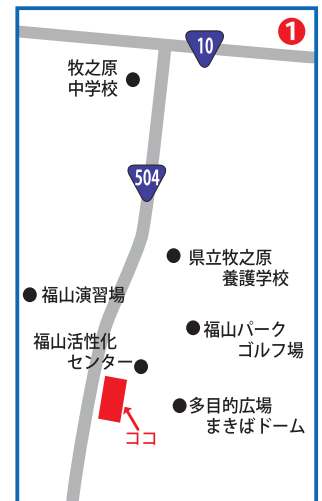 10
1
牧之原
中学校
504
県立牧之原
養護学校
福山演習場
福山パーク
ゴルフ場
福山活性化
センター
多目的広場
まきばドーム
ココ